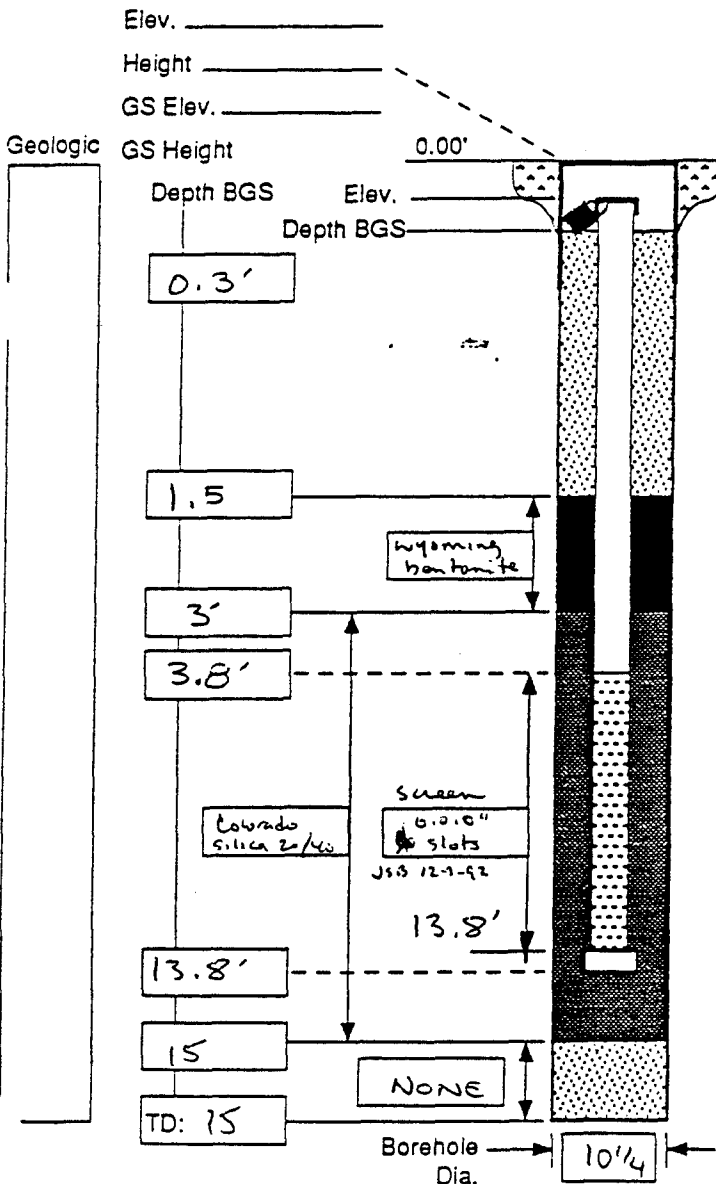 Elev.
Height
GS Elev.
Geologic GS Height 0.00'
Depth BGS Elev.
Depth BGS
0.3'
1.5
Wyoming
bentonite
3'
3.8'
Screen
slots
Colorado
silica 20/40
JSB
13.8'
13.8'
15
NONE
TD: 15
Borehole
Dia.
10 1/4